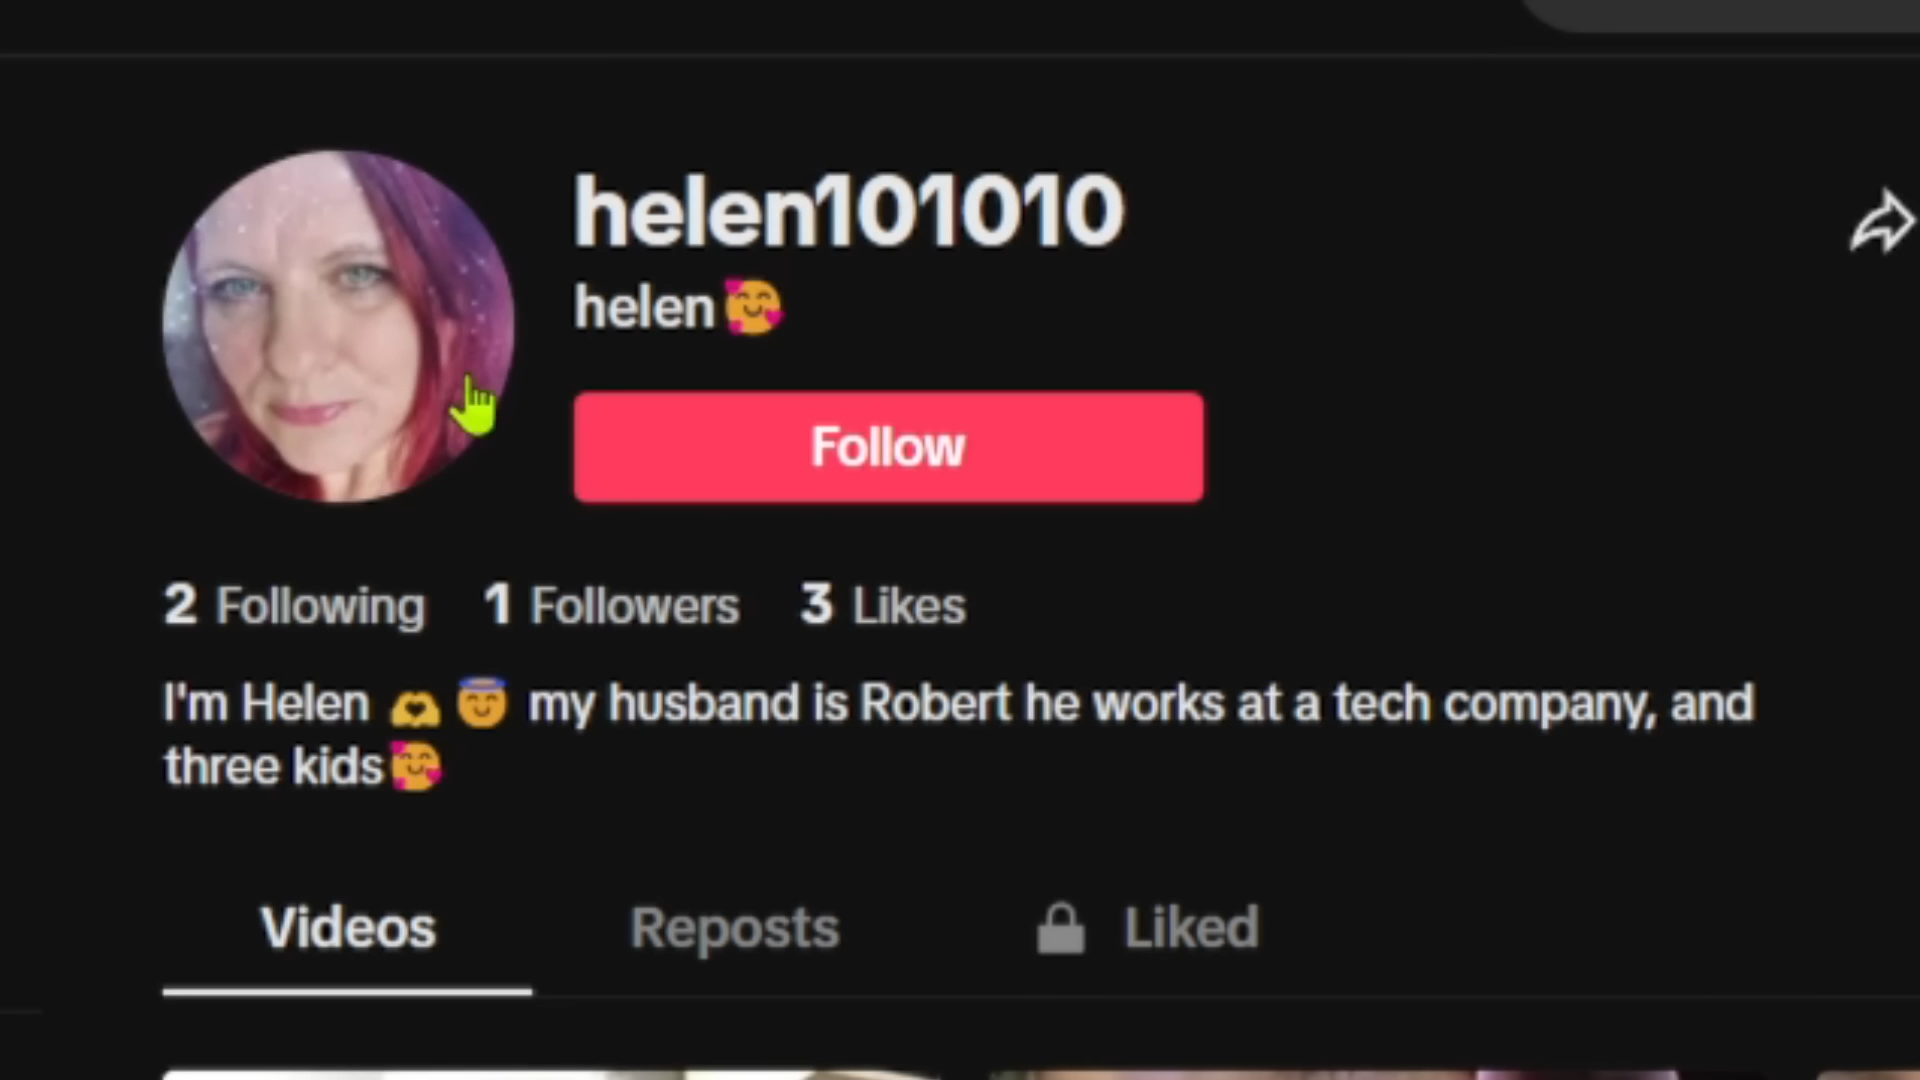 helen101010
helen🥰
Follow
2 Following 1 Followers 3 Likes
I'm Helen 🫶😇 my husband is Robert he works at a tech company, and
three kids🥰
Videos Reposts Liked